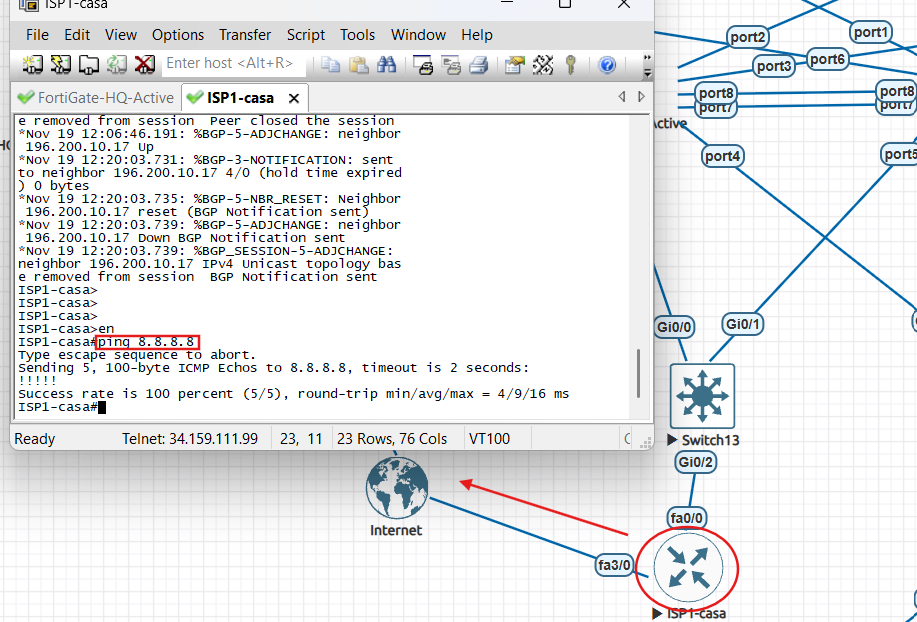 ISP1-casa
File Edit View Options Transfer Script Tools Window Help
Enter host <Alt+R>
FortiGate-HQ-Active ISP1-casa
e removed from session  Peer closed the session
*Nov 19 12:06:46.191: %BGP-5-ADJCHANGE: neighbor
196.200.10.17 Up
*Nov 19 12:20:03.731: %BGP-3-NOTIFICATION: sent
to neighbor 196.200.10.17 4/0 (hold time expired
) 0 bytes
*Nov 19 12:20:03.735: %BGP-5-NBR_RESET: Neighbor
196.200.10.17 reset (BGP Notification sent)
*Nov 19 12:20:03.739: %BGP-5-ADJCHANGE: neighbor
196.200.10.17 Down BGP Notification sent
*Nov 19 12:20:03.739: %BGP_SESSION-5-ADJCHANGE:
neighbor 196.200.10.17 IPv4 Unicast topology bas
e removed from session  BGP Notification sent
ISP1-casa>
ISP1-casa>
ISP1-casa>
ISP1-casa>en
ISP1-casa#ping 8.8.8.8
Type escape sequence to abort.
Sending 5, 100-byte ICMP Echos to 8.8.8.8, timeout is 2 seconds:
!!!!!
Success rate is 100 percent (5/5), round-trip min/avg/max = 4/9/16 ms
ISP1-casa#
Ready Telnet: 34.159.111.99 23, 11 23 Rows, 76 Cols VT100
port2
port1
port3
port6
port8
port7
port8
port7
port4
port5
Gi0/0
Gi0/1
Switch13
Gi0/2
fa0/0
Internet
fa3/0
ISP1-casa